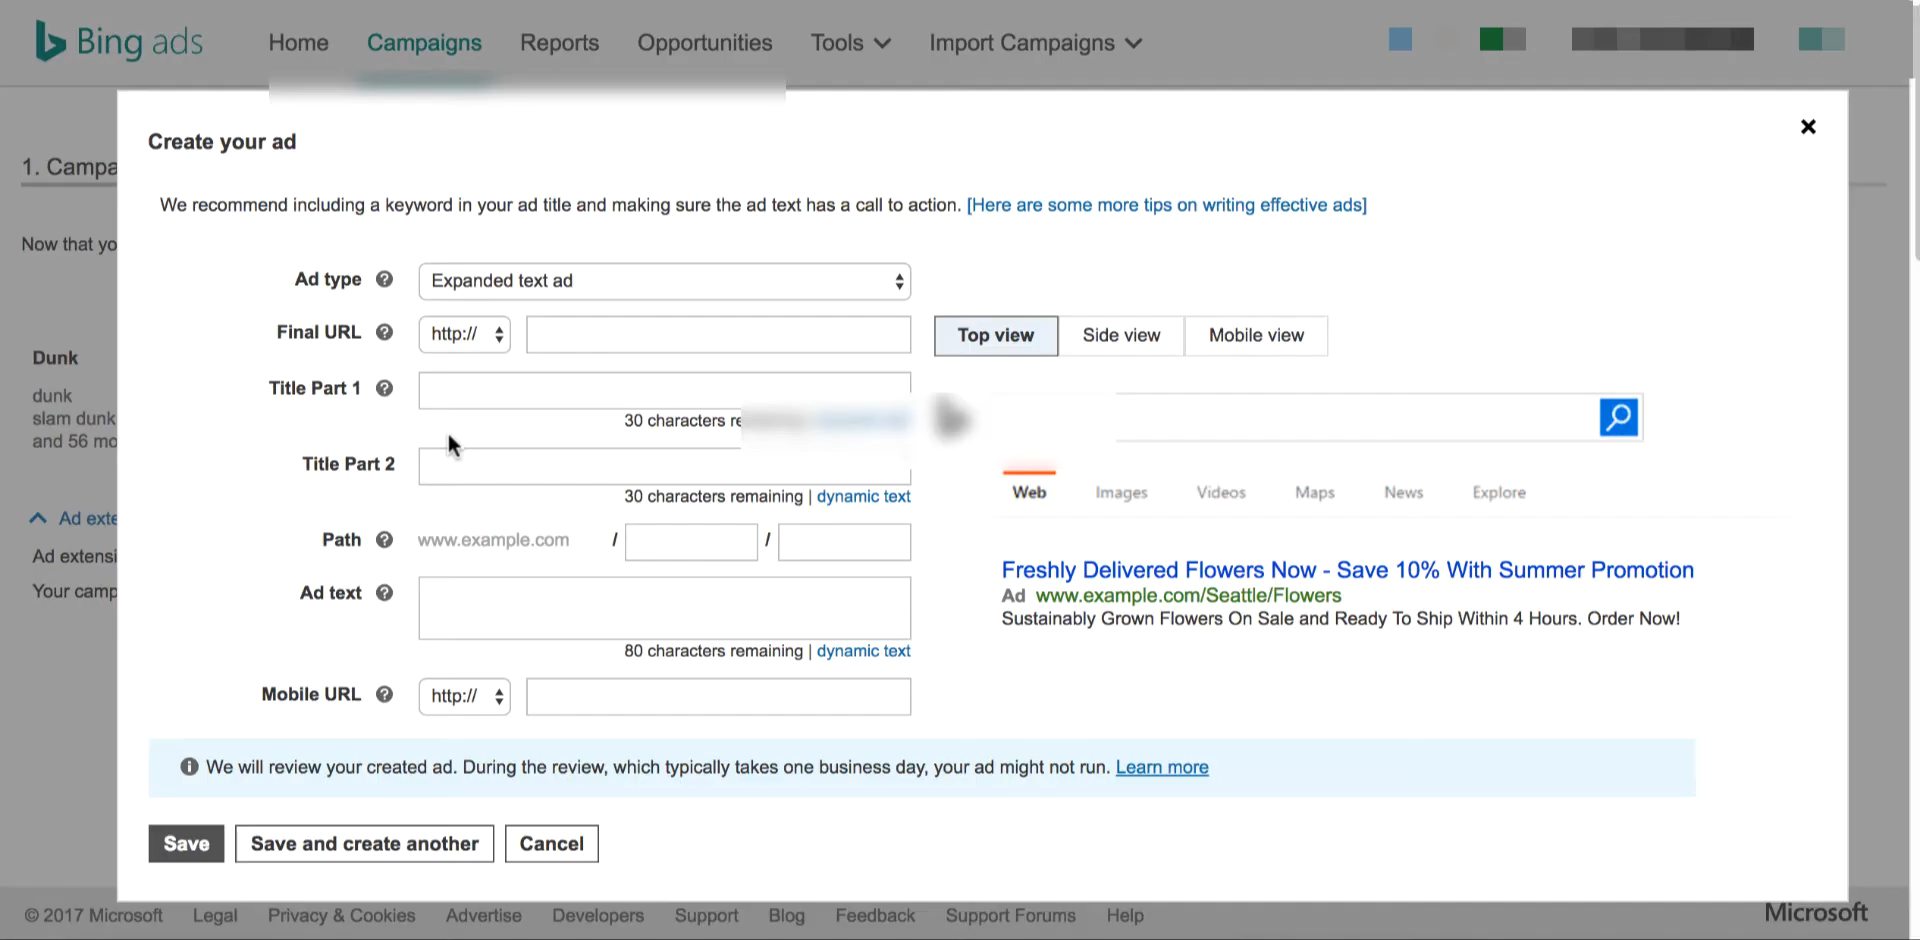 Bing ads Home Campaigns Reports Opportunities Tools Import Campaigns
Create your ad
1. Campa
We recommend including a keyword in your ad title and making sure the ad text has a call to action. [Here are some more tips on writing effective ads]
Now that yo
Ad type Expanded text ad
Final URL http:// Top view Side view Mobile view
Dunk
Title Part 1
dunk
30 characters
slam dunk
and 56 mo
Title Part 2
Web Images Videos Maps News Explore
30 characters remaining | dynamic text
Ad exte
Path www.example.com / /
Ad extensi
Freshly Delivered Flowers Now - Save 10% With Summer Promotion
Your camp
Ad text
Ad www.example.com/Seattle/Flowers
Sustainably Grown Flowers On Sale and Ready To Ship Within 4 Hours. Order Now!
80 characters remaining | dynamic text
Mobile URL http://
We will review your created ad. During the review, which typically takes one business day, your ad might not run. Learn more
Save Save and create another Cancel
© 2017 Microsoft Legal Privacy & Cookies Advertise Developers Support Blog Feedback Support Forums Help Microsoft